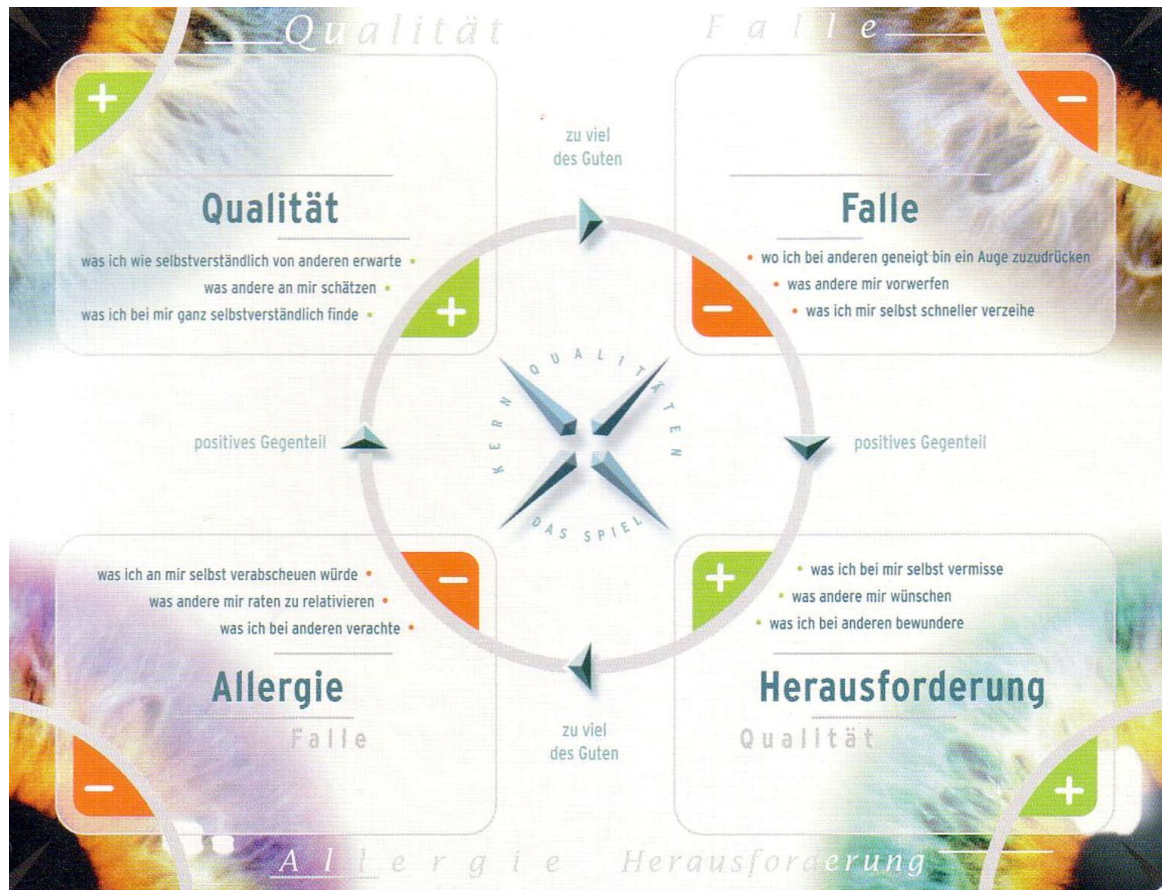 Qualität
Falle
zu viel
des Guten
Qualität
was ich wie selbstverständlich von anderen erwarte
was andere an mir schätzen
was ich bei mir ganz selbstverständlich finde
Falle
wo ich bei anderen geneigt bin ein Auge zuzudrücken
was andere mir vorwerfen
was ich mir selbst schneller verzeihe
KERN QUALITÄTEN
DAS SPIEL
positives Gegenteil
positives Gegenteil
was ich an mir selbst verabscheuen würde
was andere mir raten zu relativieren
was ich bei anderen verachte
Allergie
Falle
was ich bei mir selbst vermisse
was andere mir wünschen
was ich bei anderen bewundere
Herausforderung
Qualität
zu viel
des Guten
Allergie
Herausforderung